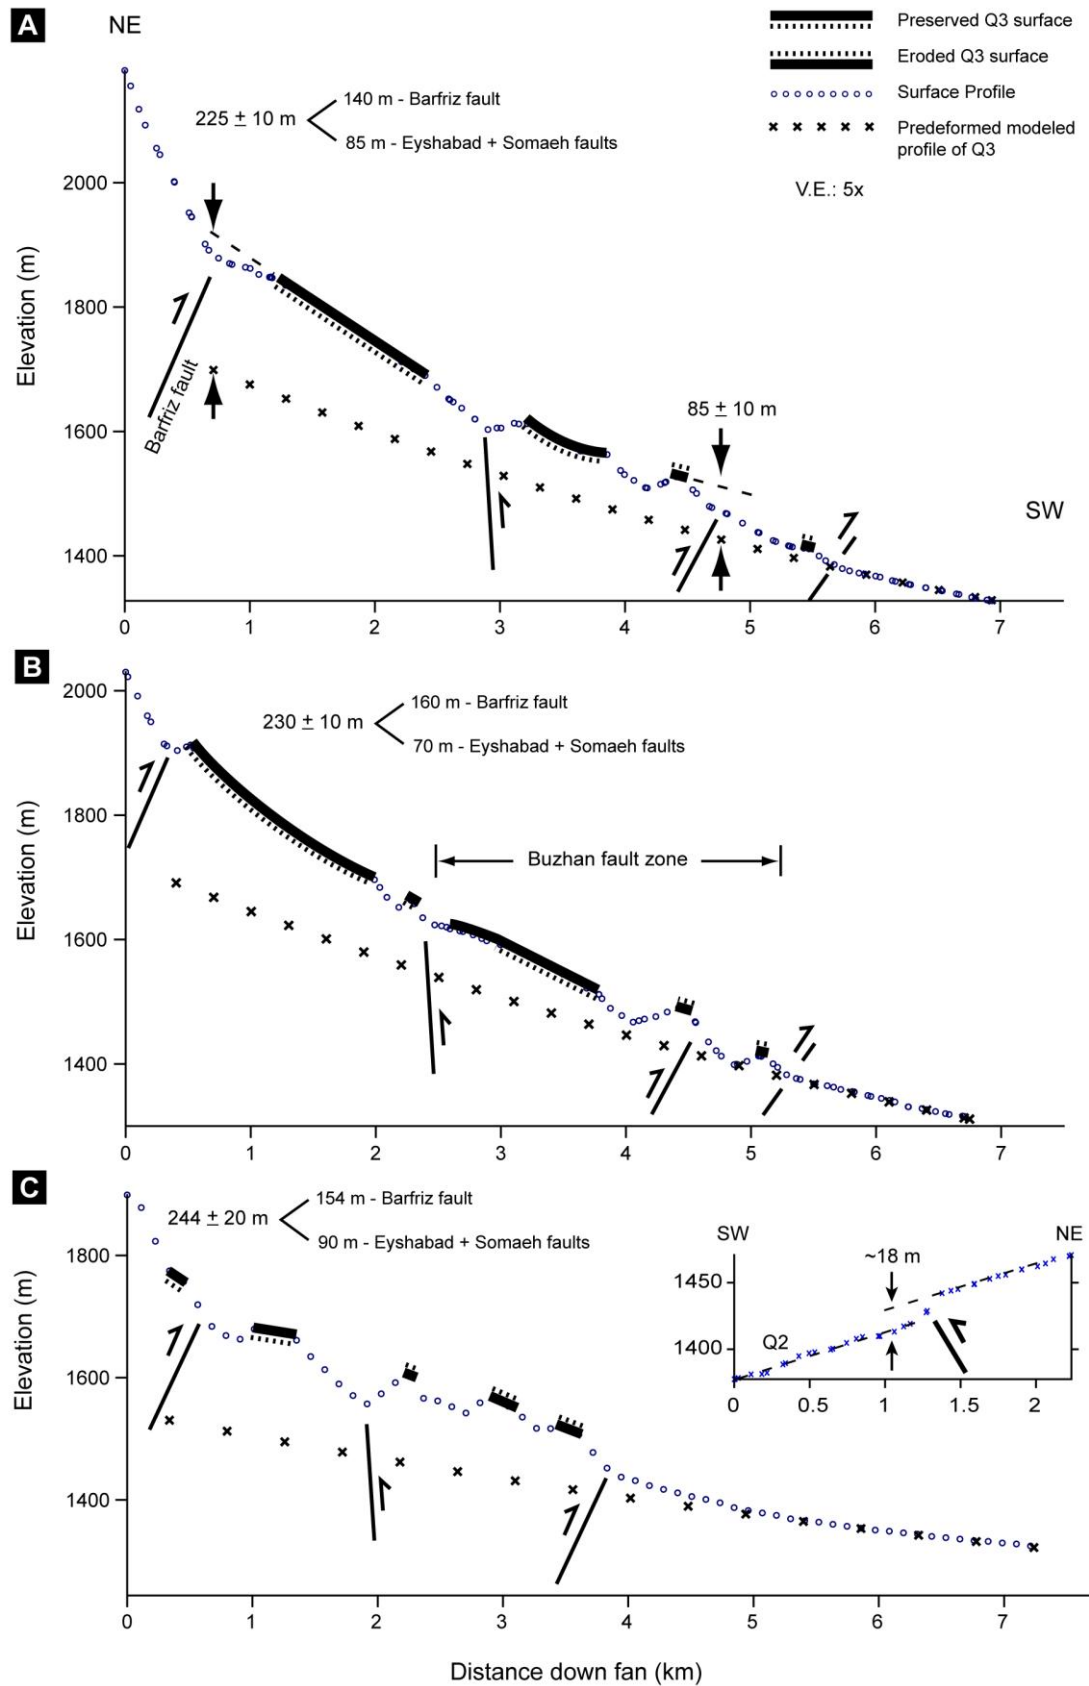 A
NE
Preserved Q3 surface
Eroded Q3 surface
Surface Profile
Predeformed modeled
profile of Q3
V.E.: 5x
225 ± 10 m
140 m - Barfriz fault
85 m - Eyshabad + Somaeh faults
Elevation (m)
2000
1800
1600
1400
Barfriz fault
85 ± 10 m
SW
0 1 2 3 4 5 6 7
B
230 ± 10 m
160 m - Barfriz fault
70 m - Eyshabad + Somaeh faults
Buzhan fault zone
Elevation (m)
2000
1800
1600
1400
0 1 2 3 4 5 6 7
C
244 ± 20 m
154 m - Barfriz fault
90 m - Eyshabad + Somaeh faults
Elevation (m)
1800
1600
1400
SW
NE
~18 m
1450
1400
Q2
0 0.5 1 1.5 2
0 1 2 3 4 5 6 7
Distance down fan (km)